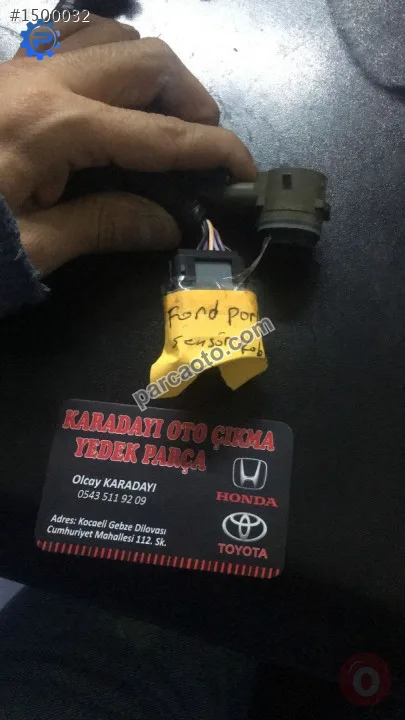 #1500032
Ford por
sensör
parcaoto.com
KARADAYI OTO ÇIKMA
YEDEK PARÇA
Olcay KARADAYI
0543 511 92 09
HONDA
TOYOTA
Adres: Kocaeli Gebze Dilovası
Cumhuriyet Mahallesi 112. Sk.